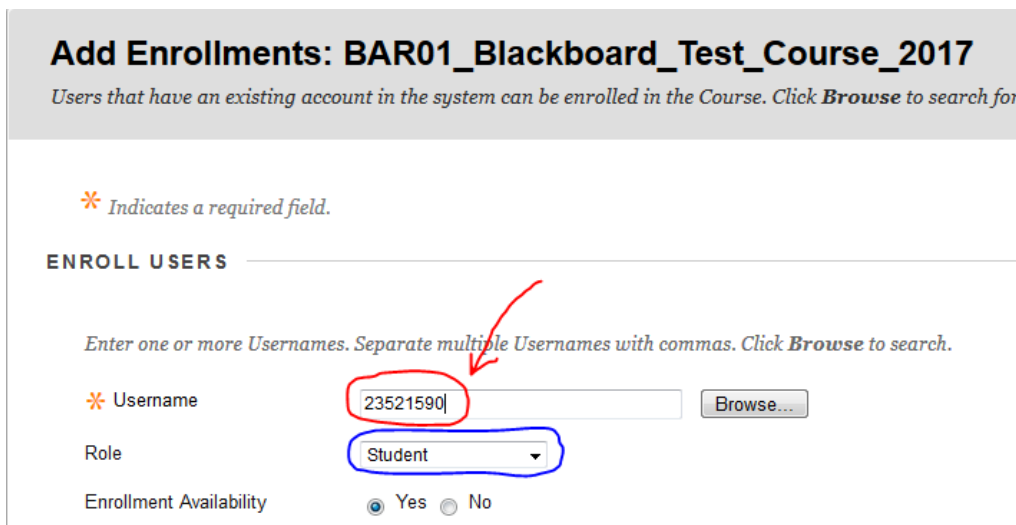 Add Enrollments: BAR01_Blackboard_Test_Course_2017
Users that have an existing account in the system can be enrolled in the Course. Click Browse to search for
* Indicates a required field.
ENROLL USERS
Enter one or more Usernames. Separate multiple Usernames with commas. Click Browse to search.
* Username 23521590 Browse...
Role Student
Enrollment Availability Yes No